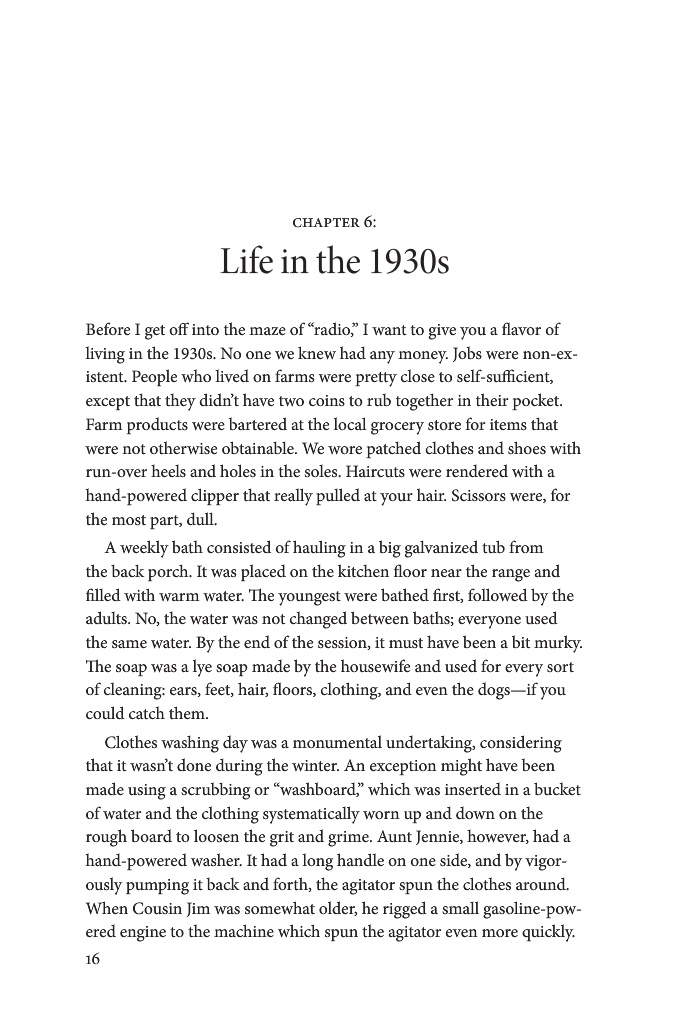 CHAPTER 6:
Life in the 1930s
Before I get off into the maze of “radio,” I want to give you a flavor of
living in the 1930s. No one we knew had any money. Jobs were non-ex-
istent. People who lived on farms were pretty close to self-sufficient,
except that they didn’t have two coins to rub together in their pocket.
Farm products were bartered at the local grocery store for items that
were not otherwise obtainable. We wore patched clothes and shoes with
run-over heels and holes in the soles. Haircuts were rendered with a
hand-powered clipper that really pulled at your hair. Scissors were, for
the most part, dull.
A weekly bath consisted of hauling in a big galvanized tub from
the back porch. It was placed on the kitchen floor near the range and
filled with warm water. The youngest were bathed first, followed by the
adults. No, the water was not changed between baths; everyone used
the same water. By the end of the session, it must have been a bit murky.
The soap was a lye soap made by the housewife and used for every sort
of cleaning: ears, feet, hair, floors, clothing, and even the dogs—if you
could catch them.
Clothes washing day was a monumental undertaking, considering
that it wasn’t done during the winter. An exception might have been
made using a scrubbing or “washboard,” which was inserted in a bucket
of water and the clothing systematically worn up and down on the
rough board to loosen the grit and grime. Aunt Jennie, however, had a
hand-powered washer. It had a long handle on one side, and by vigor-
ously pumping it back and forth, the agitator spun the clothes around.
When Cousin Jim was somewhat older, he rigged a small gasoline-pow-
ered engine to the machine which spun the agitator even more quickly.
16